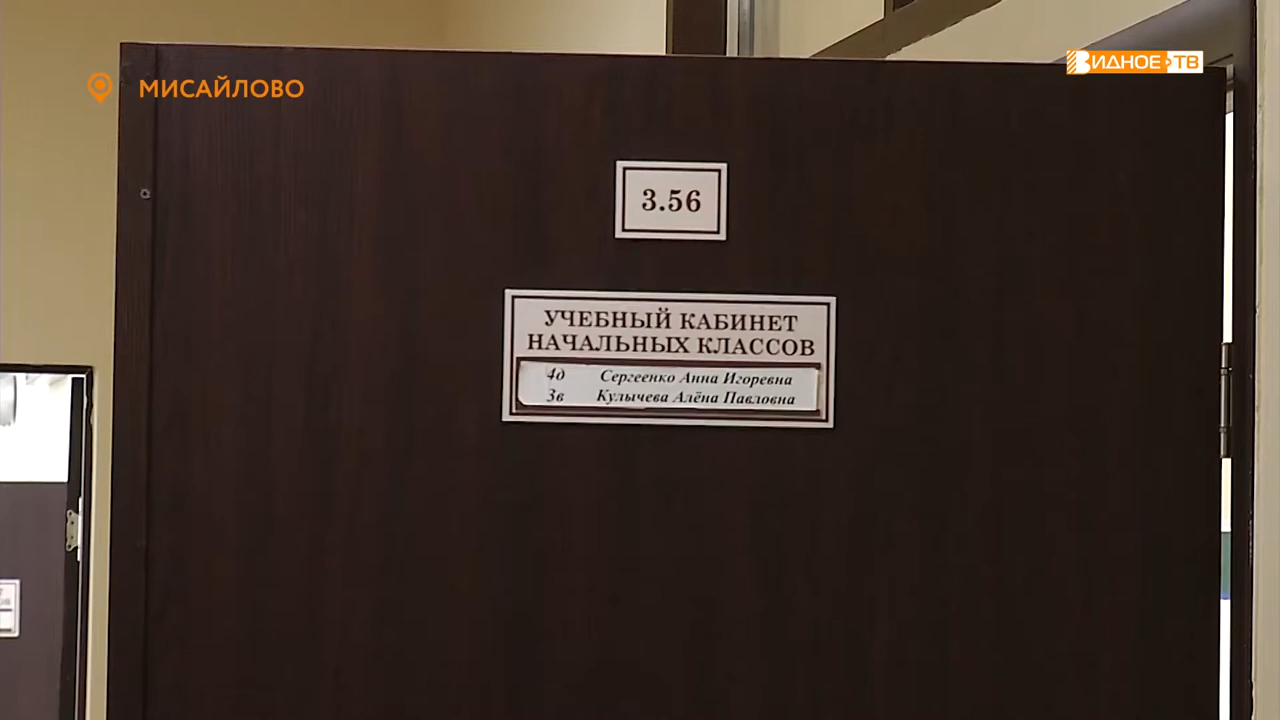 МИСАЙЛОВО
ВИДНОЕ ТВ
3.56
УЧЕБНЫЙ КАБИНЕТ
НАЧАЛЬНЫХ КЛАССОВ
4д Сергеенко Анна Игоревна
3в Кулычева Алёна Павловна